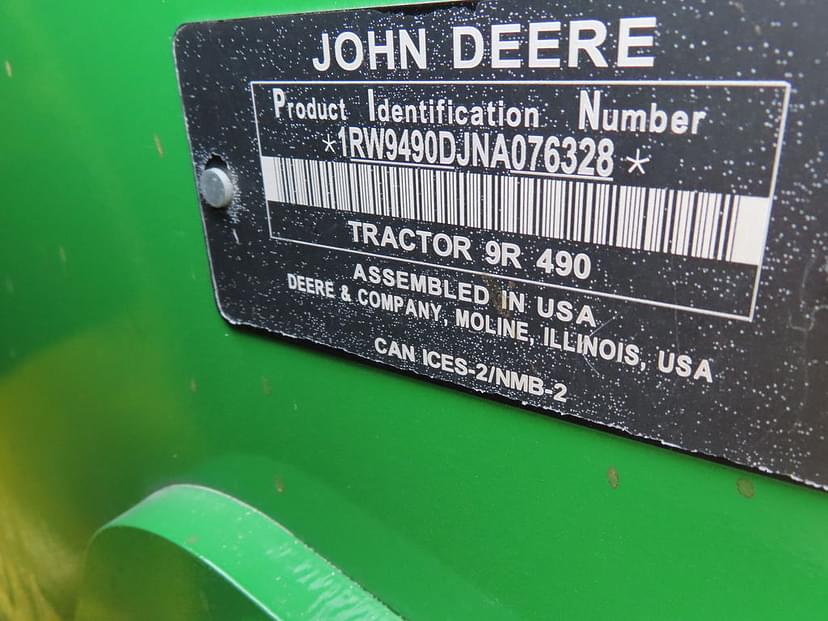 JOHN DEERE
Product Identification Number
*1RW9490DJNA076328*
TRACTOR 9R 490
ASSEMBLED IN USA
DEERE & COMPANY, MOLINE, ILLINOIS, USA
CAN ICES-2/NMB-2